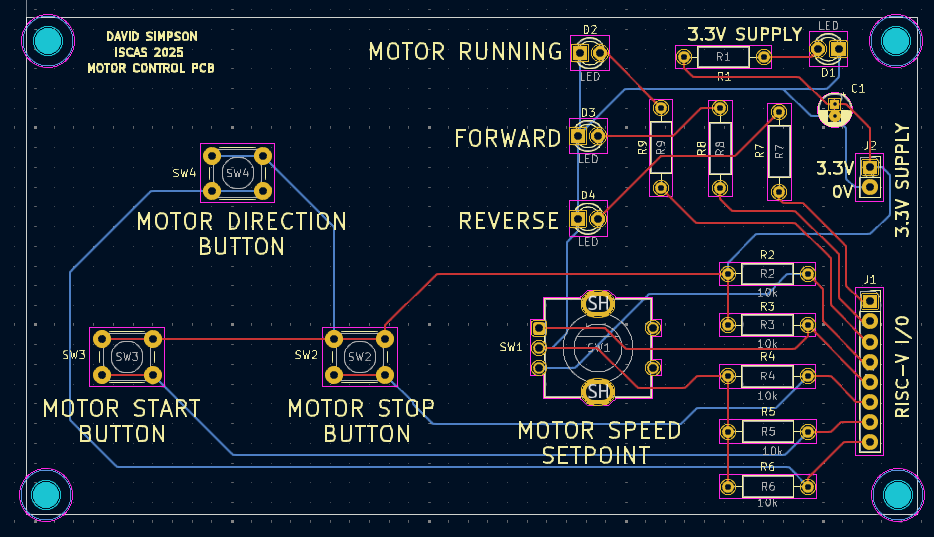 DAVID SIMPSON
ISCAS 2025
MOTOR CONTROL PCB
D2
MOTOR RUNNING
LED
3.3V SUPPLY
LED
R1
R1
D1
C1
D3
FORWARD
LED
R9
R9
R8
R8
R7
R7
J2
3.3V
0V
3.3V SUPPLY
SW4
SW4
MOTOR DIRECTION
BUTTON
D4
REVERSE
LED
R2
R2
10k
R3
R3
10k
R4
R4
10k
R5
R5
10k
R6
R6
10k
J1
RISC-V I/O
SH
SW1
SW1
SH
MOTOR SPEED
SETPOINT
SW3
SW3
MOTOR START
BUTTON
SW2
SW2
MOTOR STOP
BUTTON